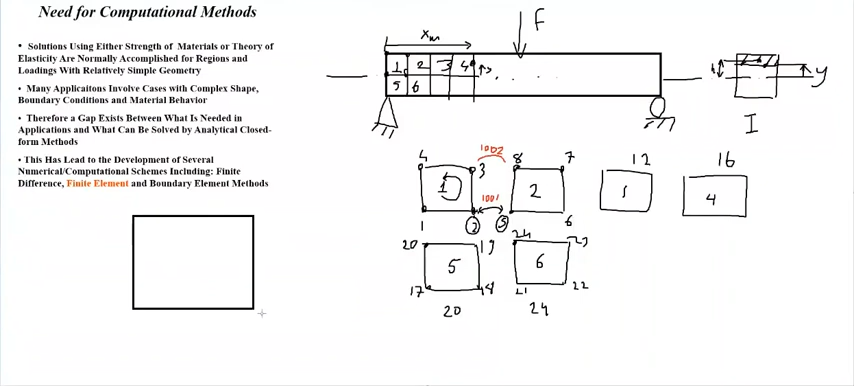 Need for Computational Methods
• Solutions Using Either Strength of Materials or Theory of
Elasticity Are Normally Accomplished for Regions and
Loadings With Relatively Simple Geometry
• Many Applicaitons Involve Cases with Complex Shape,
Boundary Conditions and Material Behavior
• Therefore a Gap Exists Between What Is Needed in
Applications and What Can Be Solved by Analytical Closed-
form Methods
• This Has Lead to the Development of Several
Numerical/Computational Schemes Including: Finite
Difference, Finite Element and Boundary Element Methods
F
1 2 3 4
5 6
y
I
4 3 1002 8 7 12 16
1 2 4
1001
1 2 5 6
20 19 24 23
5 6
17 18 21 22
20 24